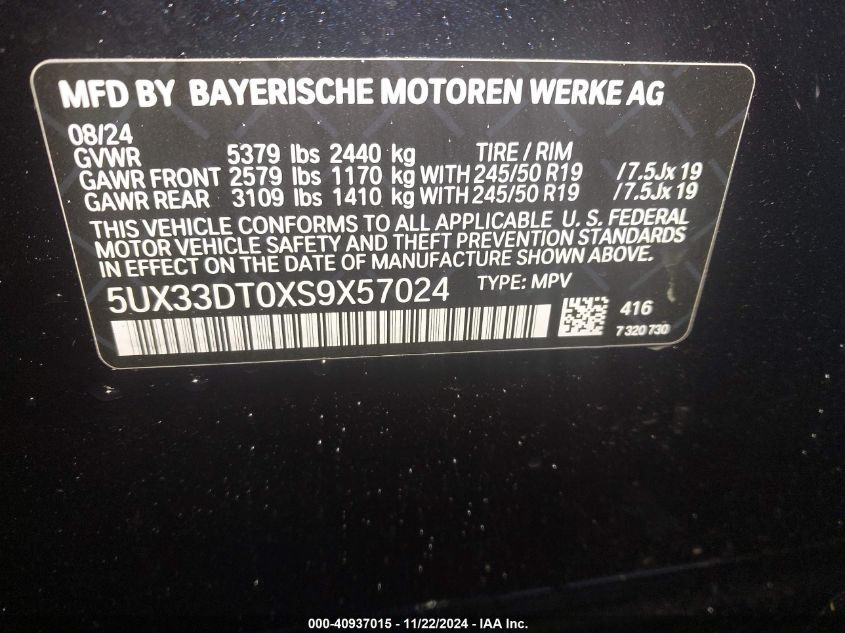 MFD BY BAYERISCHE MOTOREN WERKE AG
08/24
GVWR 5379 lbs 2440 kg TIRE / RIM
GAWR FRONT 2579 lbs 1170 kg WITH 245/50 R19 /7.5Jx19
GAWR REAR 3109 lbs 1410 kg WITH 245/50 R19 /7.5Jx19
THIS VEHICLE CONFORMS TO ALL APPLICABLE U. S. FEDERAL
MOTOR VEHICLE SAFETY AND THEFT PREVENTION STANDARDS
IN EFFECT ON THE DATE OF MANUFACTURE SHOWN ABOVE.
5UX33DT0XS9X57024 TYPE: MPV
416
7 320 730
000-40937015 - 11/22/2024 - IAA Inc.